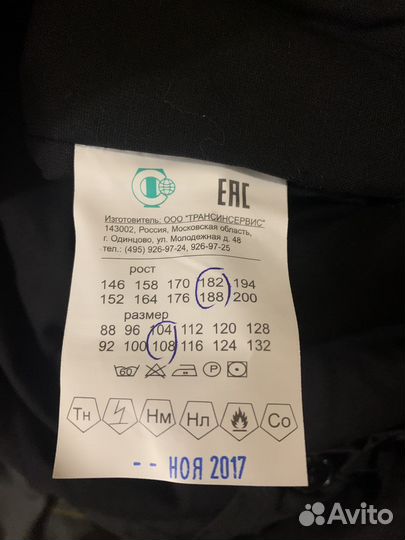 ЕАС
Изготовитель: ООО "ТРАНСИНСЕРВИС"
143002, Россия, Московская область,
г. Одинцово, ул. Молодежная д. 48
тел.: (495) 926-97-24, 926-97-25
рост
146 158 170 182 194
152 164 176 188 200
размер
88 96 104 112 120 128
92 100 108 116 124 132
60 P
Тн Нм Нл Со
-- НОЯ 2017
Avito